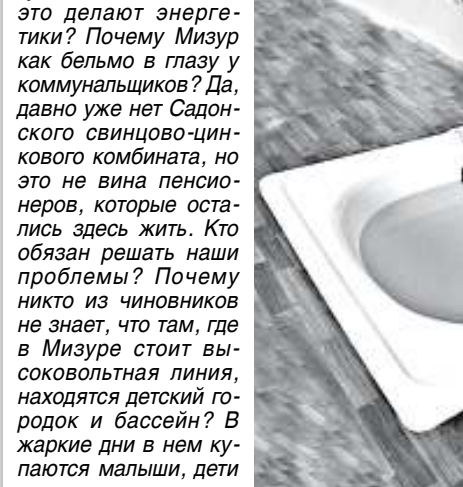 это делают энерге-
тики? Почему Мизур
как бельмо в глазу у
коммунальщиков? Да,
давно уже нет Садон-
ского свинцово-цин-
кового комбината, но
это не вина пенсио-
неров, которые оста-
лись здесь жить. Кто
обязан решать наши
проблемы? Почему
никто из чиновников
не знает, что там, где
в Мизуре стоит вы-
соковольтная линия,
находятся детский го-
родок и бассейн? В
жаркие дни в нем ку-
паются малыши, дети